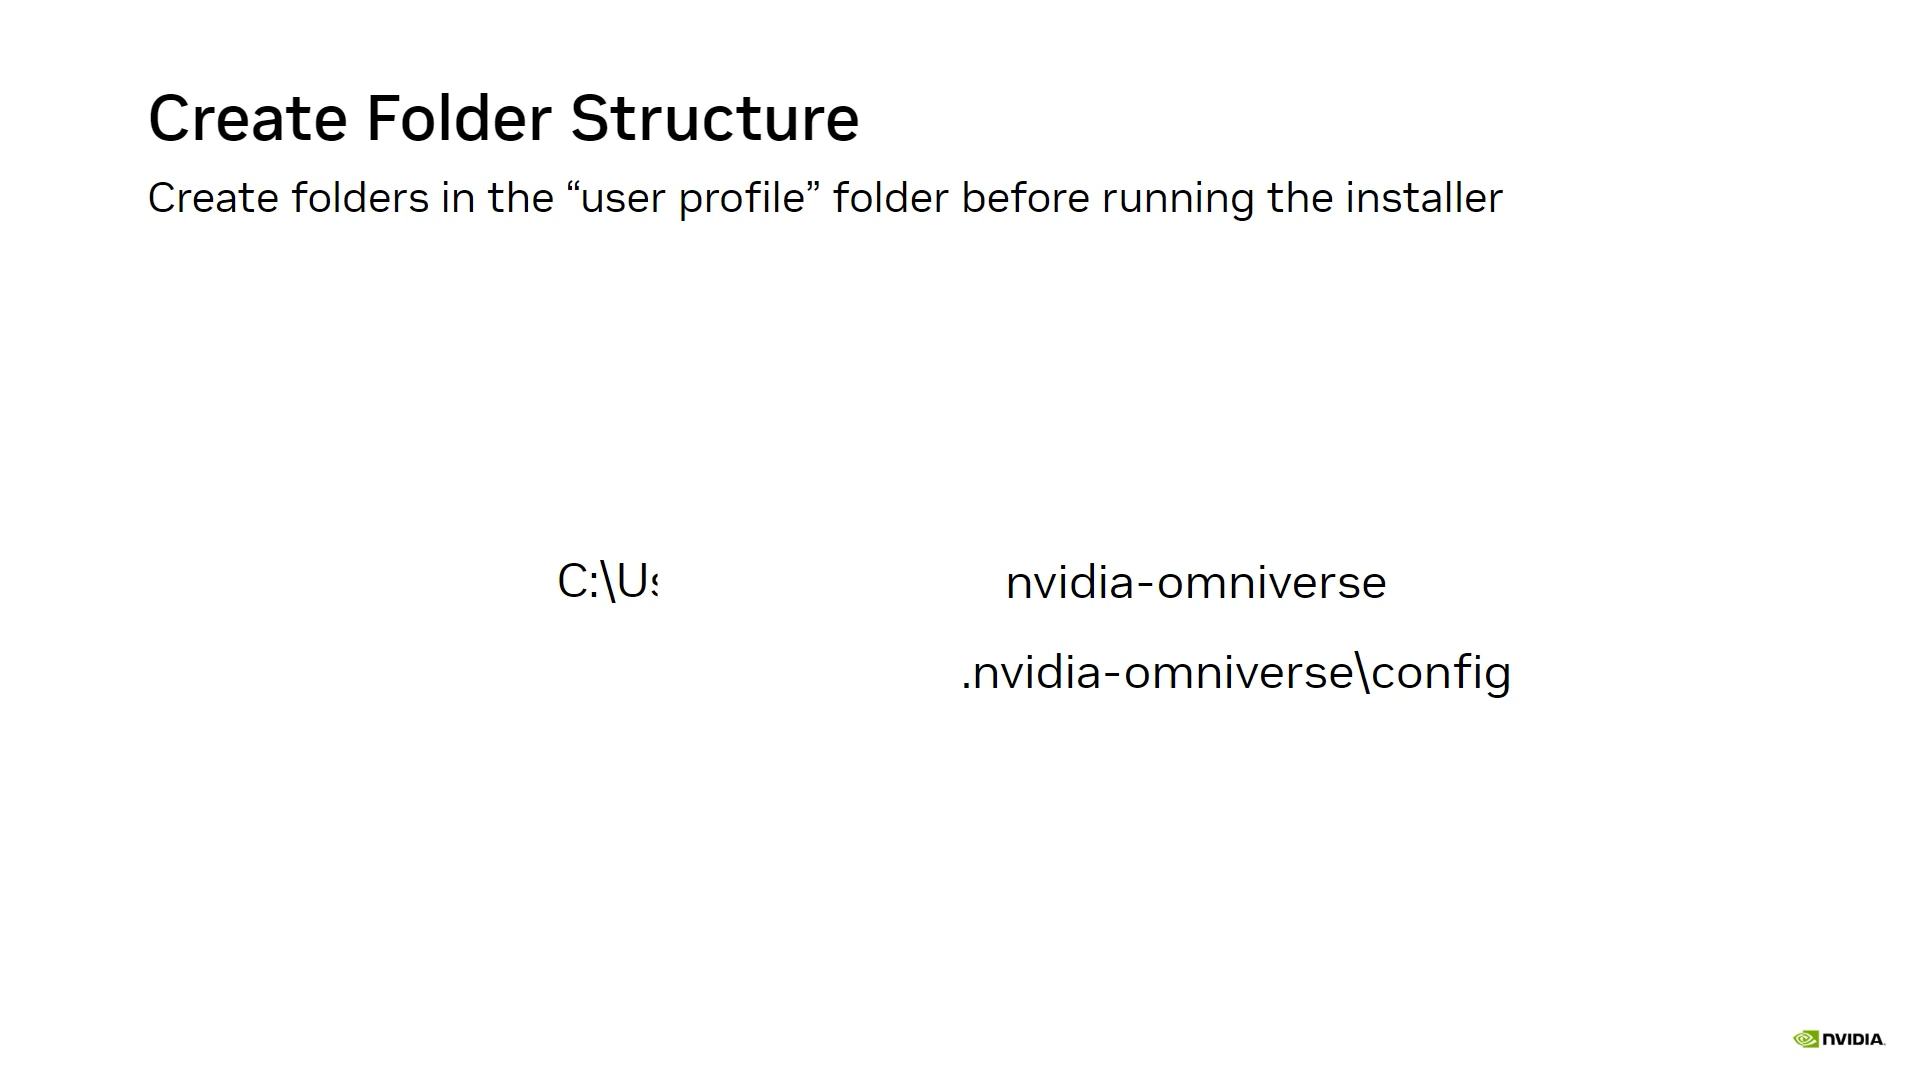 Create Folder Structure
Create folders in the “user profile” folder before running the installer
C:\Us nvidia-omniverse
.nvidia-omniverse\config
NVIDIA.